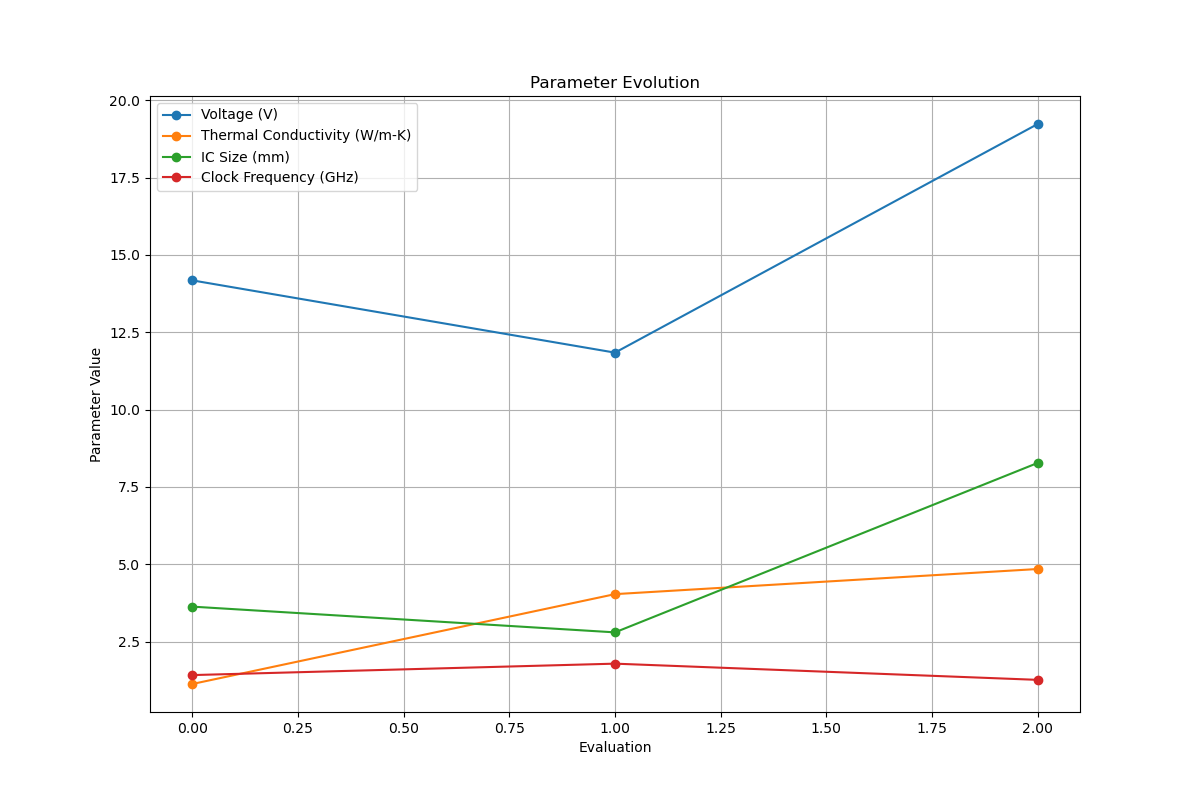 Parameter Evolution
Voltage (V)
Thermal Conductivity (W/m-K)
IC Size (mm)
Clock Frequency (GHz)
Parameter Value
20.0
17.5
15.0
12.5
10.0
7.5
5.0
2.5
0.00 0.25 0.50 0.75 1.00 1.25 1.50 1.75 2.00
Evaluation